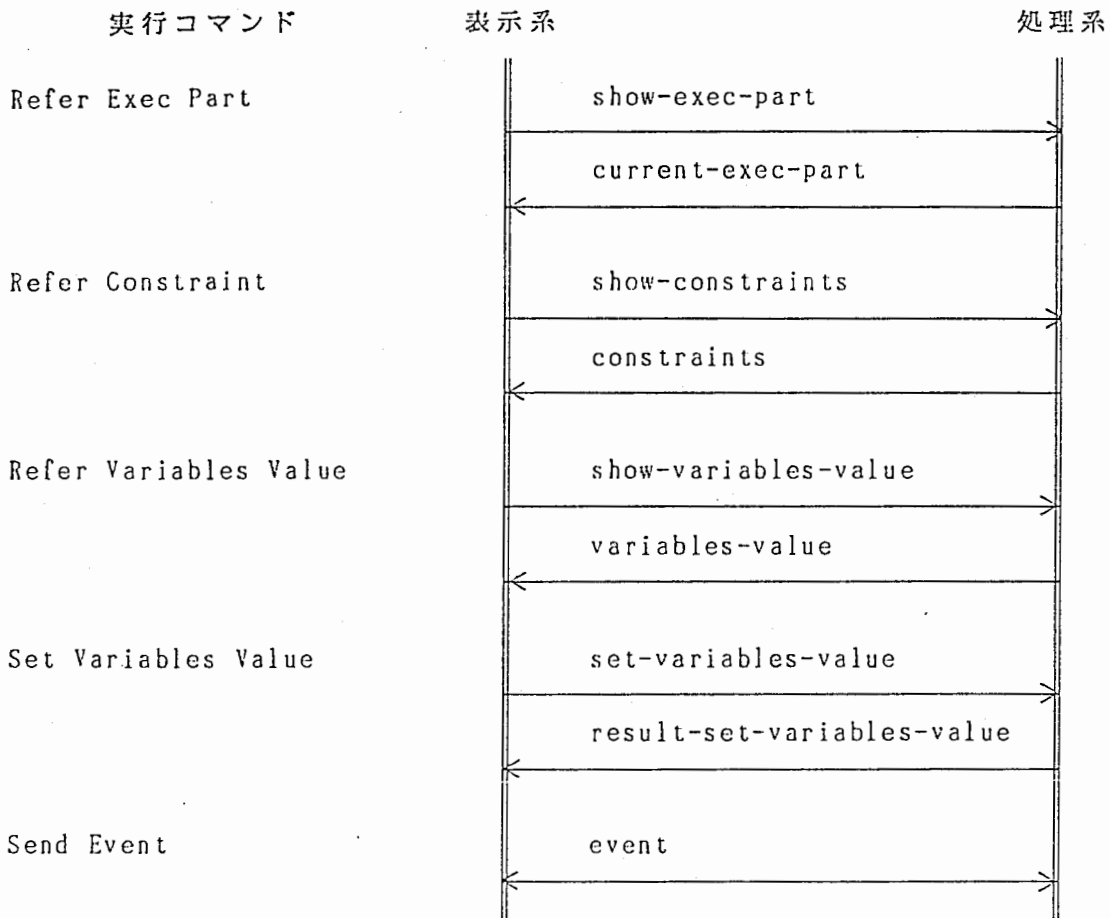 実行コマンド 表示系 処理系
Refer Exec Part show-exec-part
current-exec-part
Refer Constraint show-constraints
constraints
Refer Variables Value show-variables-value
variables-value
Set Variables Value set-variables-value
result-set-variables-value
Send Event event